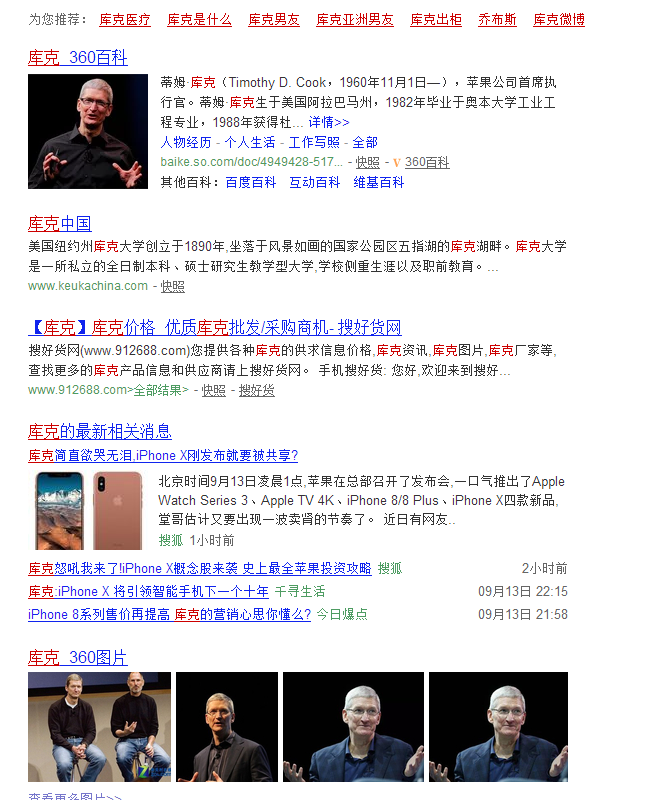 为您推荐： 库克医疗 库克是什么 库克男友 库克亚洲男友 库克出柜 乔布斯 库克微博
库克_360百科
蒂姆·库克（Timothy D. Cook，1960年11月1日—），苹果公司首席执
行官。蒂姆·库克生于美国阿拉巴马州，1982年毕业于奥本大学工业工
程专业，1988年获得杜... 详情>>
人物经历 - 个人生活 - 工作写照 - 全部
baike.so.com/doc/4949428-517... - 快照 - V 360百科
其他百科：百度百科 互动百科 维基百科
库克中国
美国纽约州库克大学创立于1890年,坐落于风景如画的国家公园区五指湖的库克湖畔。库克大学
是一所私立的全日制本科、硕士研究生教学型大学,学校侧重生涯以及职前教育。...
www.keukachina.com - 快照
【库克】库克价格_优质库克批发/采购商机- 搜好货网
搜好货网(www.912688.com)您提供各种库克的供求信息价格,库克资讯,库克图片,库克厂家等,
查找更多的库克产品信息和供应商请上搜好货网。 手机搜好货: 您好,欢迎来到搜好...
www.912688.com>全部结果> - 快照 - 搜好货
库克的最新相关消息
库克简直欲哭无泪,iPhone X刚发布就要被共享?
北京时间9月13日凌晨1点,苹果在总部召开了发布会,一口气推出了Apple
Watch Series 3、Apple TV 4K、iPhone 8/8 Plus、iPhone X四款新品,
堂哥估计又要出现一波卖肾的节奏了。 近日有网友..
搜狐 1小时前
库克怒吼我来了!iPhone X概念股来袭 史上最全苹果投资攻略 搜狐 2小时前
库克:iPhone X 将引领智能手机下一个十年 千寻生活 09月13日 22:15
iPhone 8系列售价再提高 库克的营销心思你懂么? 今日爆点 09月13日 21:58
库克_360图片
查看更多图片>>